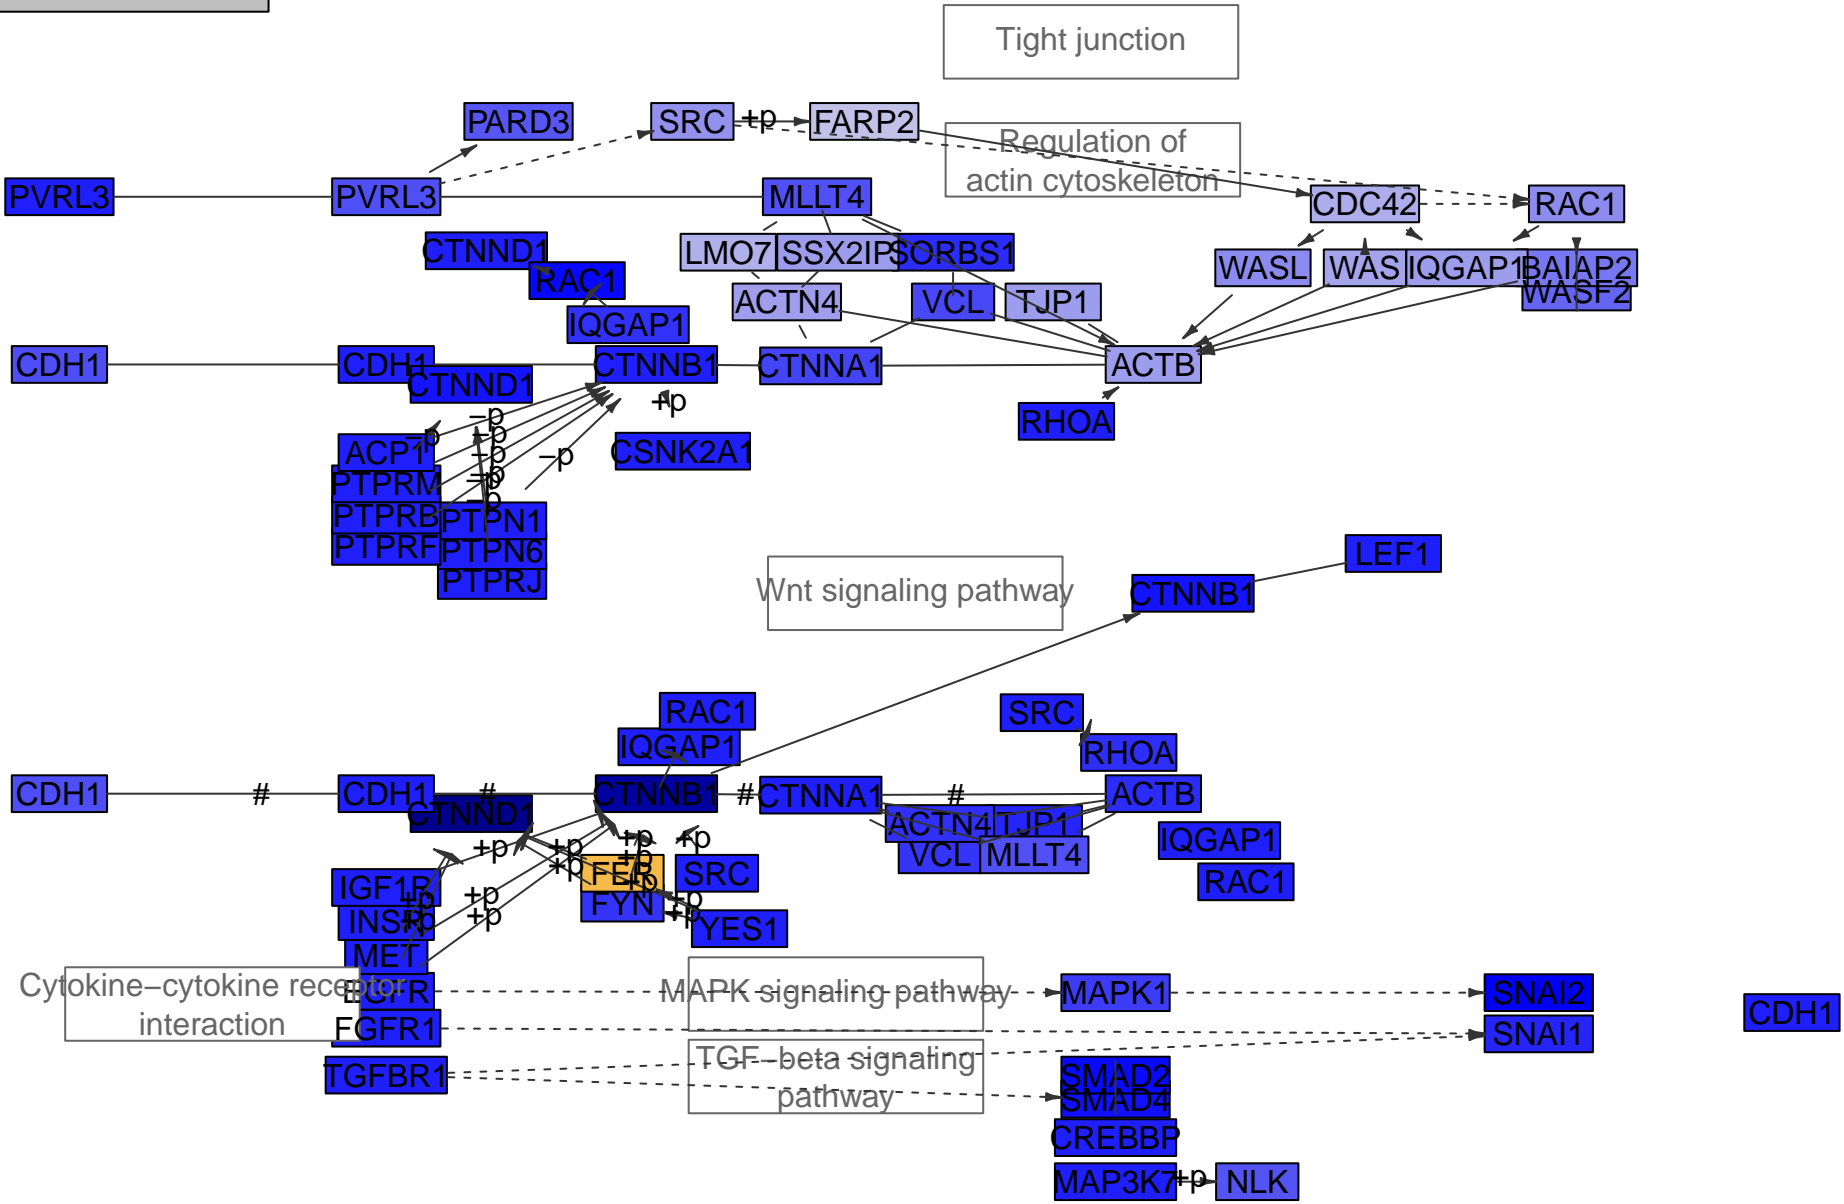 Tight junction
PARD3
SRC
+p
FARP2
Regulation of
actin cytoskeleton
PVRL3
PVRL3
MLLT4
CDC42
RAC1
CTNND1
RAC1
LMO7
SSX2IP
SORBS1
WASL
WAS
IQGAP1
BAIAP2
WASF2
ACTN4
VCL
TJP1
IQGAP1
CDH1
CDH1
CTNND1
CTNNB1
CTNNA1
ACTB
RHOA
+p
−p
−p
−p
−p
−p
−p
−p
−p
ACP1
CSNK2A1
PTPRM
PTPRB
PTPN1
PTPRF
PTPN6
PTPRJ
LEF1
Wnt signaling pathway
CTNNB1
RAC1
SRC
IQGAP1
RHOA
CDH1
#
CDH1
#
CTNNB1
#
CTNNA1
#
ACTB
CTNND1
ACTN4
TJP1
IQGAP1
VCL
MLLT4
RAC1
+p
+p
+p
+p
+p
+p
+p
FER
SRC
IGF1R
+p
+p
+p
FYN
+p
INSR
+p
+p
+p
YES1
MET
Cytokine−cytokine receptor
interaction
EGFR
MAPK signaling pathway
MAPK1
SNAI2
CDH1
FGFR1
SNAI1
TGF−beta signaling
pathway
TGFBR1
SMAD2
SMAD4
CREBBP
MAP3K7
+p
NLK